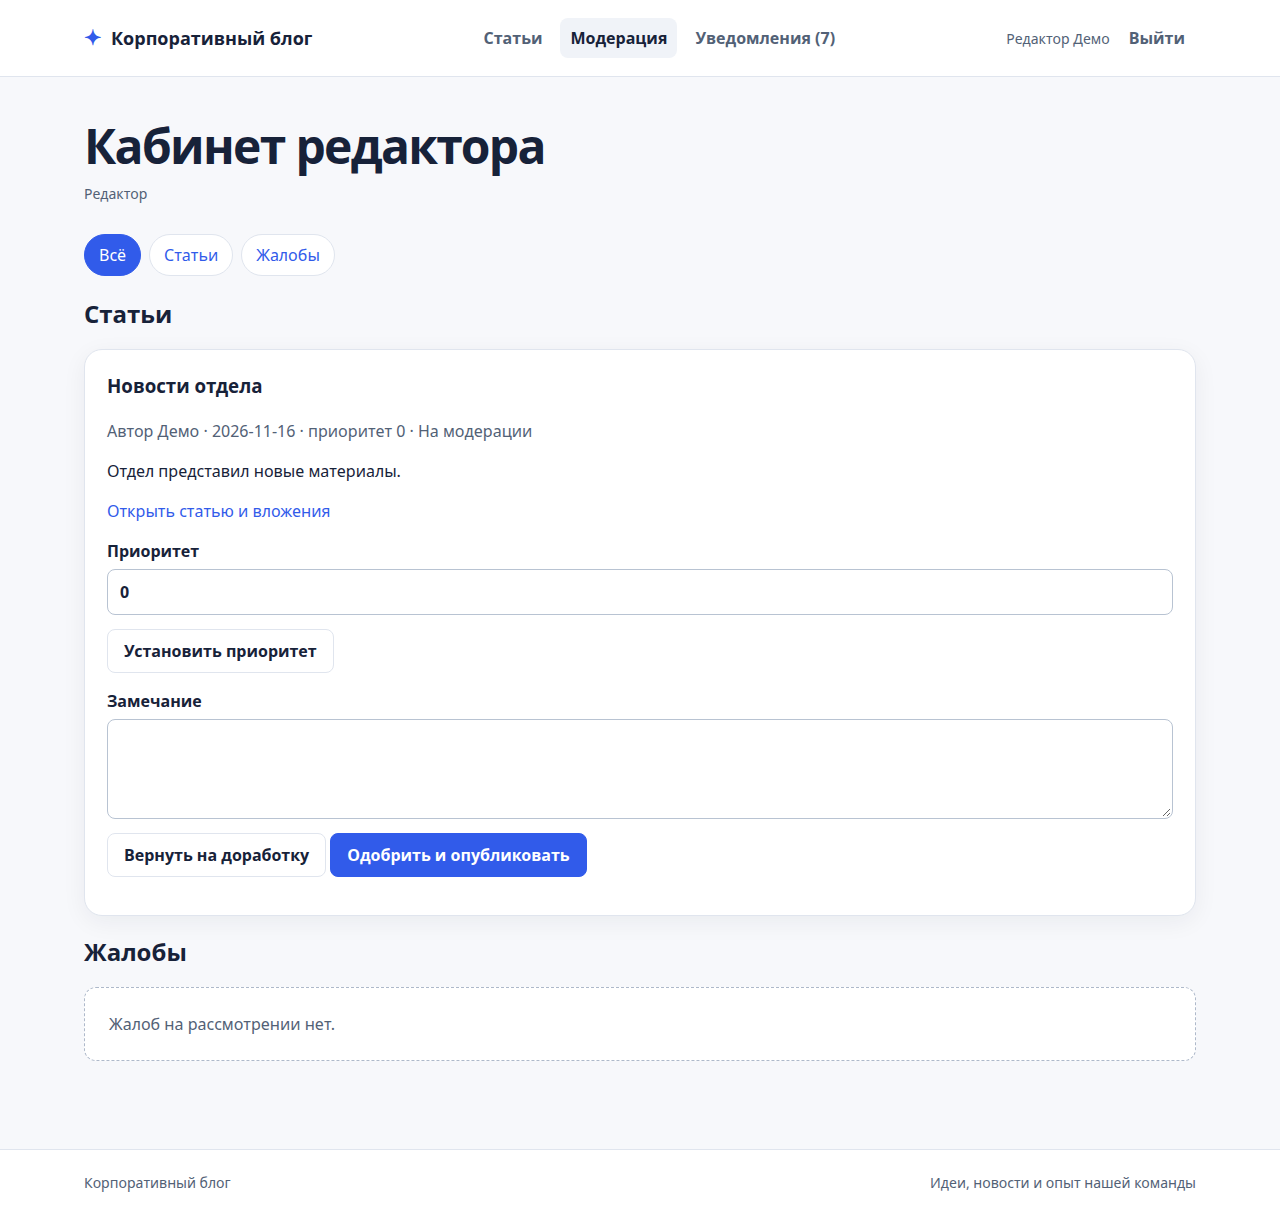 ✦ Корпоративный блог Статьи Модерация Уведомления (7) Редактор Демо Выйти
Кабинет редактора
Редактор
Всё Статьи Жалобы
Статьи
Новости отдела
Автор Демо · 2026-11-16 · приоритет 0 · На модерации
Отдел представил новые материалы.
Открыть статью и вложения
Приоритет
0
Установить приоритет
Замечание
Вернуть на доработку Одобрить и опубликовать
Жалобы
Жалоб на рассмотрении нет.
Корпоративный блог Идеи, новости и опыт нашей команды